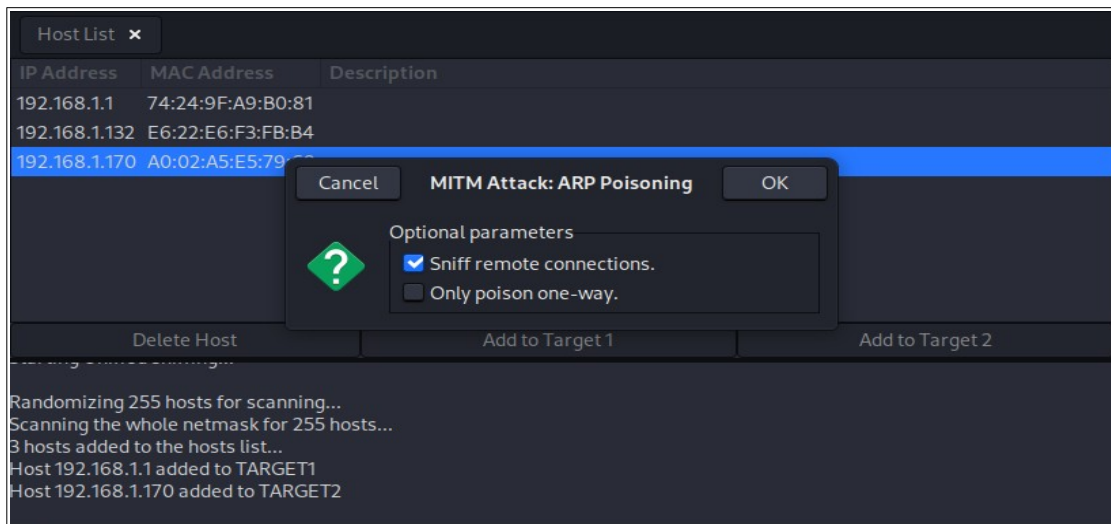 Host List ×
IP Address MAC Address Description
192.168.1.1 74:24:9F:A9:B0:81
192.168.1.132 E6:22:E6:F3:FB:B4
192.168.1.170 A0:02:A5:E5:79
Cancel MITM Attack: ARP Poisoning OK
Optional parameters
Sniff remote connections.
Only poison one-way.
Delete Host Add to Target 1 Add to Target 2
Randomizing 255 hosts for scanning...
Scanning the whole netmask for 255 hosts...
3 hosts added to the hosts list...
Host 192.168.1.1 added to TARGET1
Host 192.168.1.170 added to TARGET2